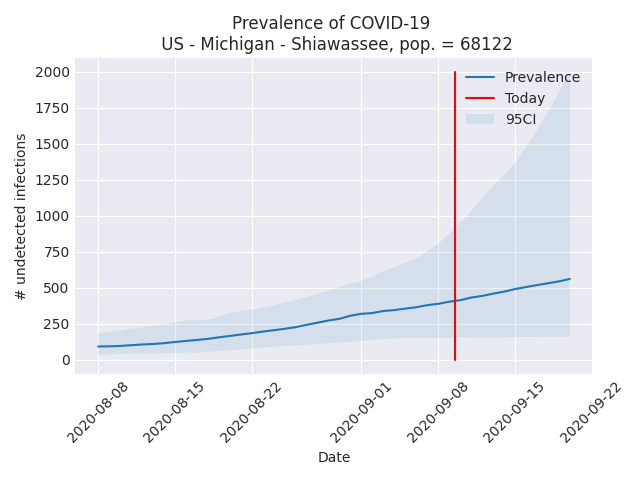 Prevalence of COVID-19
US - Michigan - Shiawassee, pop. = 68122
2000
1750
1500
1250
1000
750
500
250
0
# undetected infections
Prevalence
Today
95CI
2020-08-08
2020-08-15
2020-08-22
2020-09-01
2020-09-08
2020-09-15
2020-09-22
Date